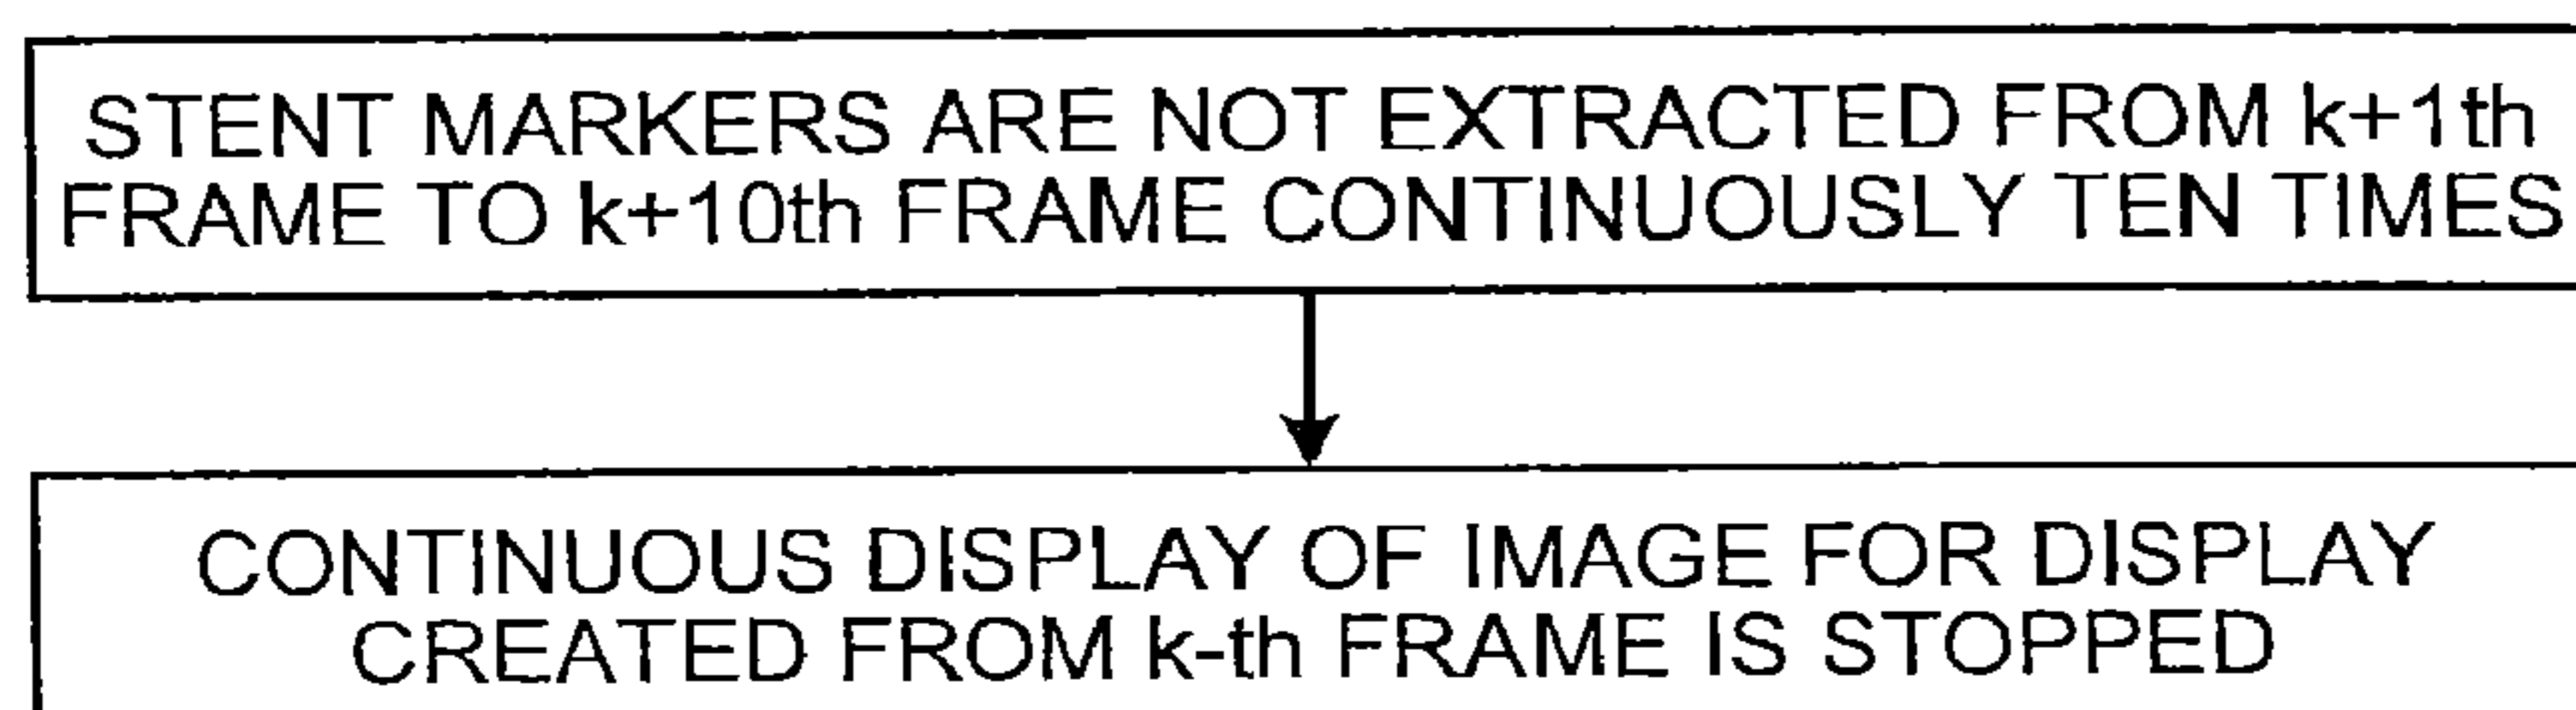 STENT MARKERS ARE NOT EXTRACTED FROM k+1th
FRAME TO k+10th FRAME CONTINUOUSLY TEN TIMES
CONTINUOUS DISPLAY OF IMAGE FOR DISPLAY
CREATED FROM k-th FRAME IS STOPPED